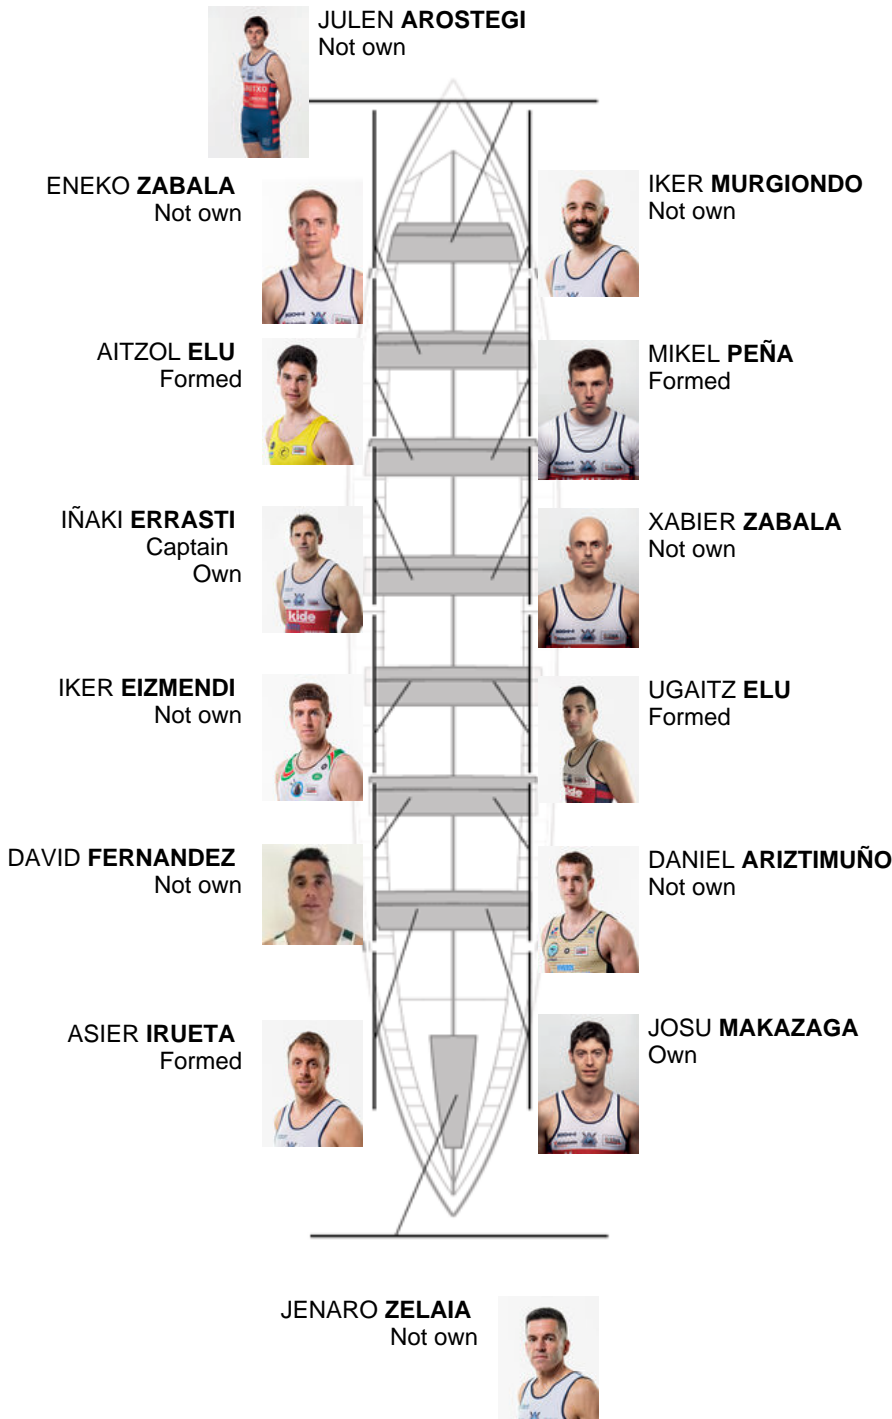 JULEN AROSTEGI
Not own
ENEKO ZABALA
Not own
IKER MURGIONDO
Not own
AITZOL ELU
Formed
MIKEL PEÑA
Formed
IÑAKI ERRASTI
Captain
Own
XABIER ZABALA
Not own
kide
IKER EIZMENDI
Not own
UGAITZ ELU
Formed
kide
DAVID FERNANDEZ
Not own
DANIEL ARIZTIMUÑO
Not own
ASIER IRUETA
Formed
JOSU MAKAZAGA
Own
JENARO ZELAIA
Not own